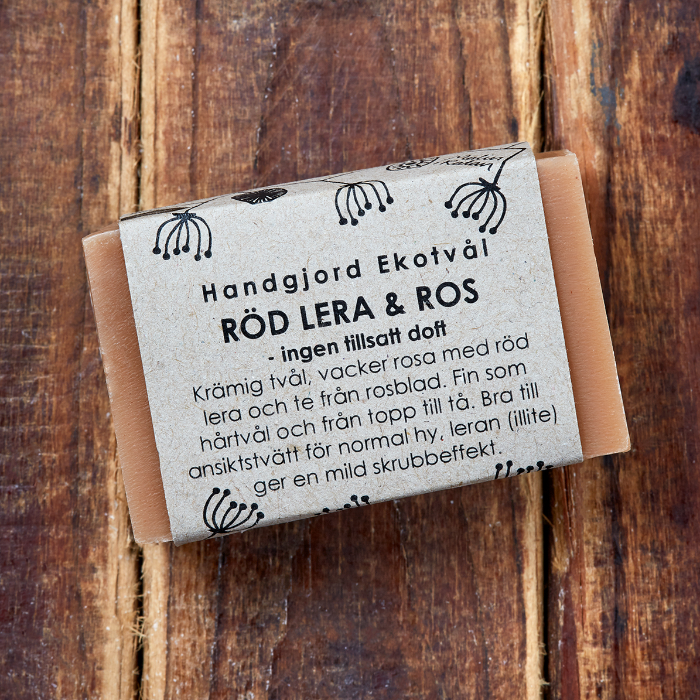 Handgjord Ekotvål
RÖD LERA & ROS
- ingen tillsatt doft
Krämig tvål, vacker rosa med röd
lera och te från rosblad. Fin som
hårtvål och från topp till tå. Bra till
ansiktstvätt för normal hy, leran (illite)
ger en mild skrubbeffekt.